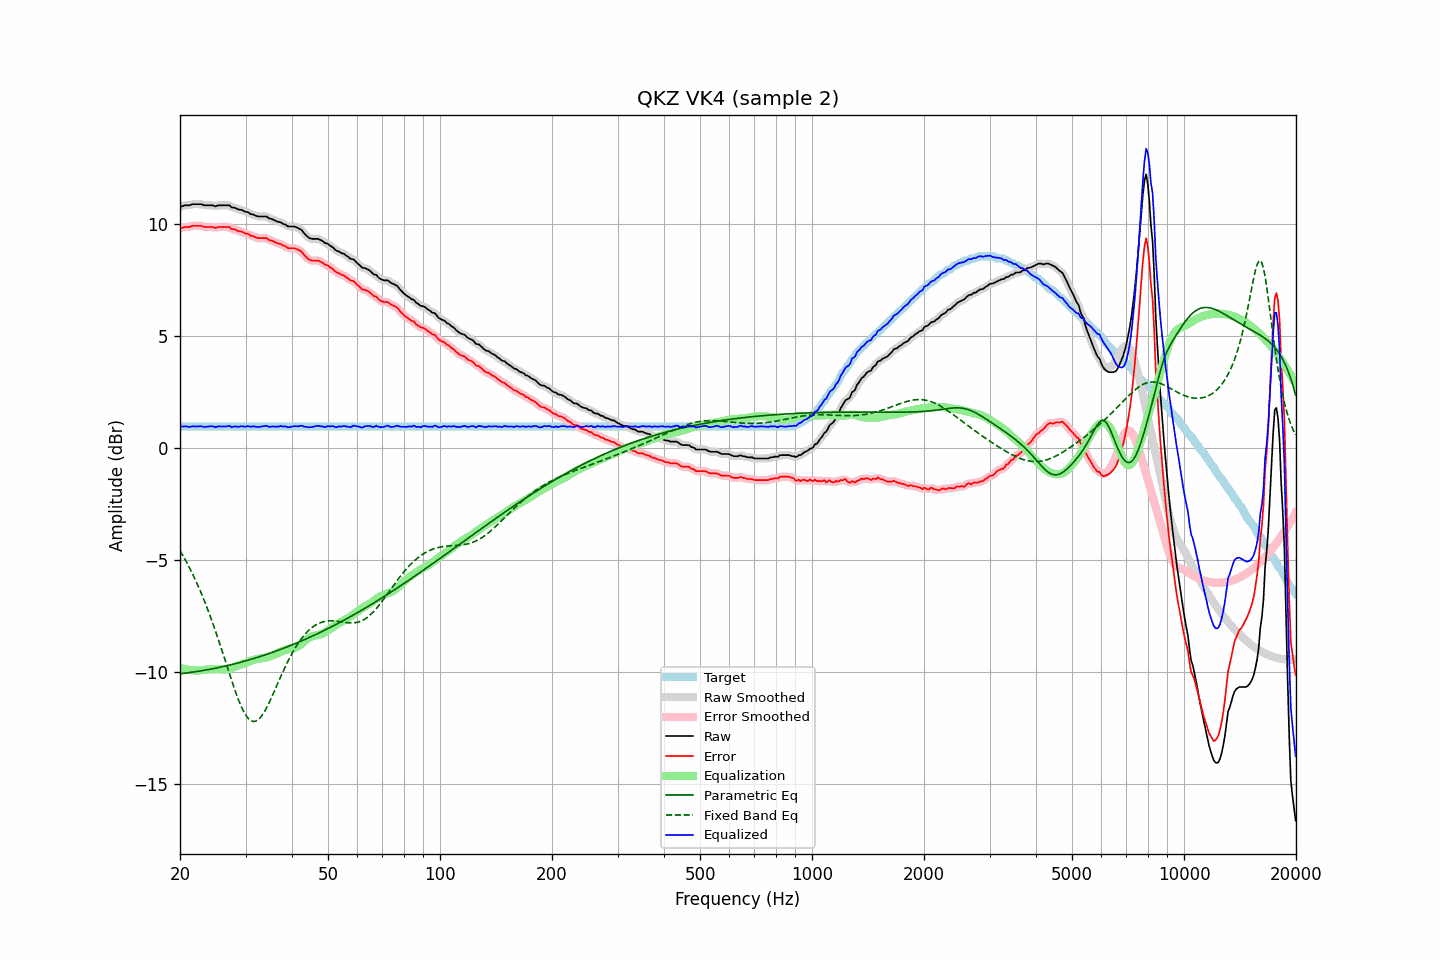 QKZ VK4 (sample 2)
Amplitude (dBr)
10
5
0
−5
−10
−15
Target
Raw Smoothed
Error Smoothed
Raw
Error
Equalization
Parametric Eq
Fixed Band Eq
Equalized
20 50 100 200 500 1000 2000 5000 10000 20000
Frequency (Hz)